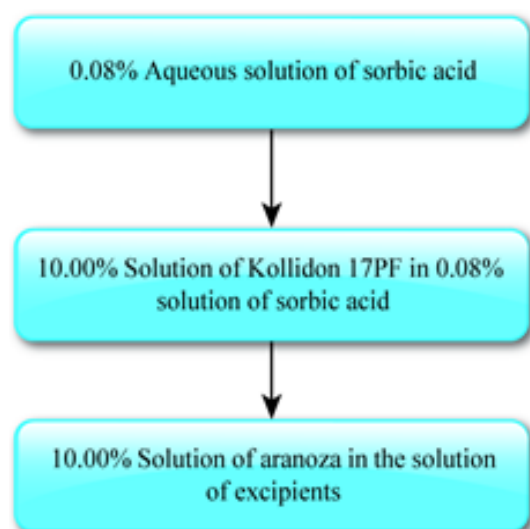 0.08% Aqueous solution of sorbic acid
10.00% Solution of Kollidon 17PF in 0.08%
solution of sorbic acid
10.00% Solution of aranoza in the solution
of excipients